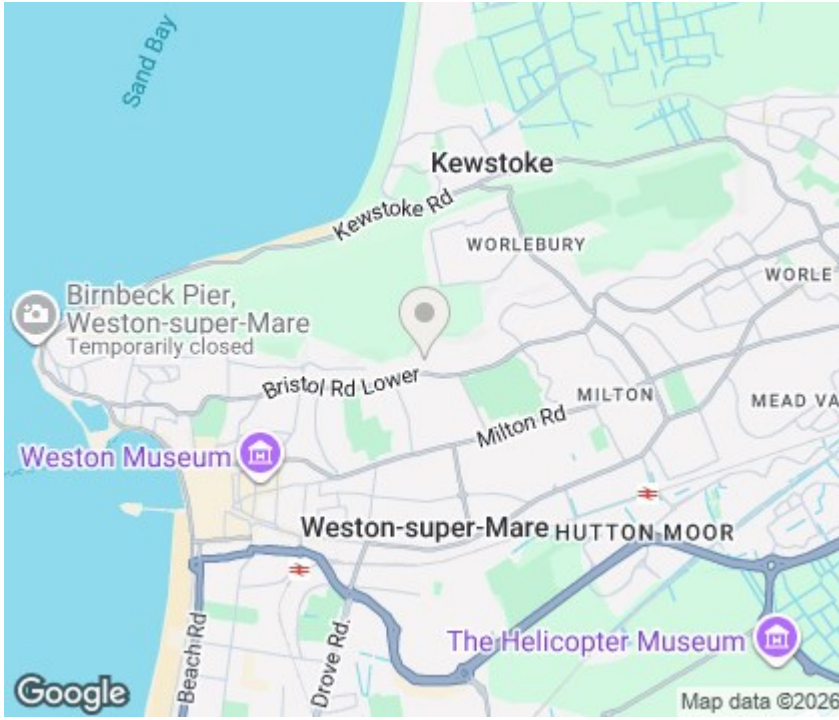 Sand Bay
Kewstoke
Kewstoke Rd
WORLEBURY
WORLE
Birnbeck Pier,
Weston-super-Mare
Temporarily closed
Bristol Rd Lower
MILTON
MEAD VA
Milton Rd
Weston Museum
Weston-super-Mare
HUTTON MOOR
The Helicopter Museum
Beach Rd
Drove Rd.
Google
Map data ©2026